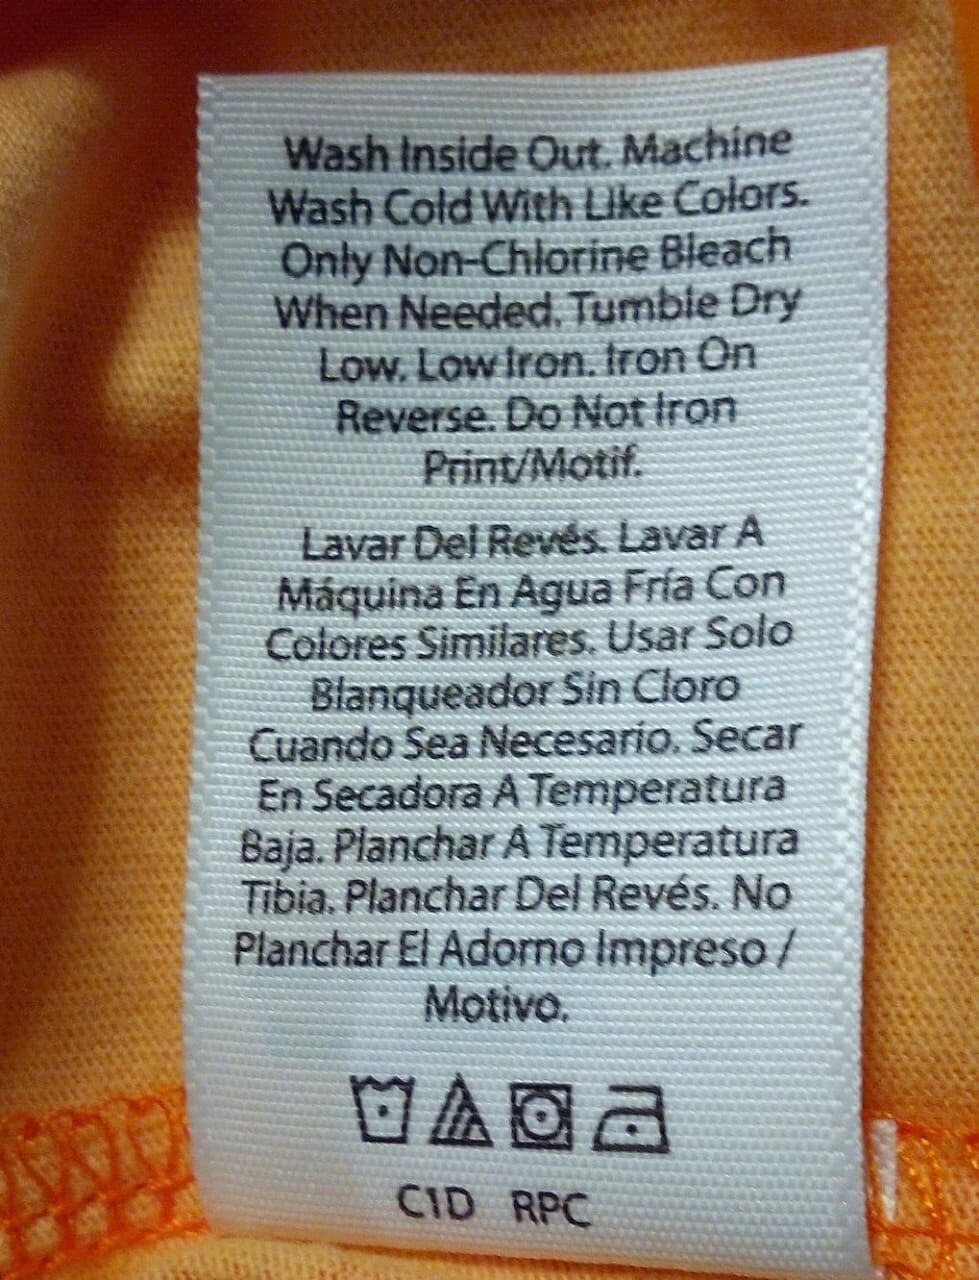 Wash Inside Out. Machine
Wash Cold With Like Colors.
Only Non-Chlorine Bleach
When Needed. Tumble Dry
Low. Low Iron. Iron On
Reverse. Do Not Iron
Print/Motif.
Lavar Del Revés. Lavar A
Máquina En Agua Fría Con
Colores Similares. Usar Solo
Blanqueador Sin Cloro
Cuando Sea Necesario. Secar
En Secadora A Temperatura
Baja. Planchar A Temperatura
Tibia. Planchar Del Revés. No
Planchar El Adorno Impreso /
Motivo.
C1D RPC